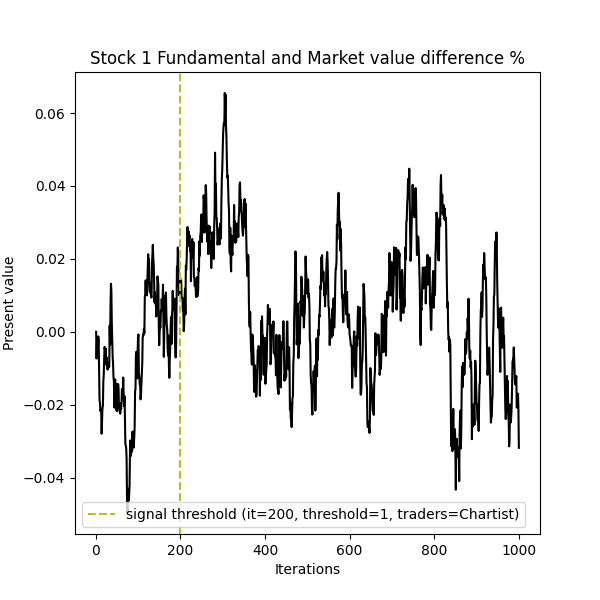 Stock 1 Fundamental and Market value difference %
Present value
0.06
0.04
0.02
0.00
−0.02
−0.04
signal threshold (it=200, threshold=1, traders=Chartist)
0 200 400 600 800 1000
Iterations